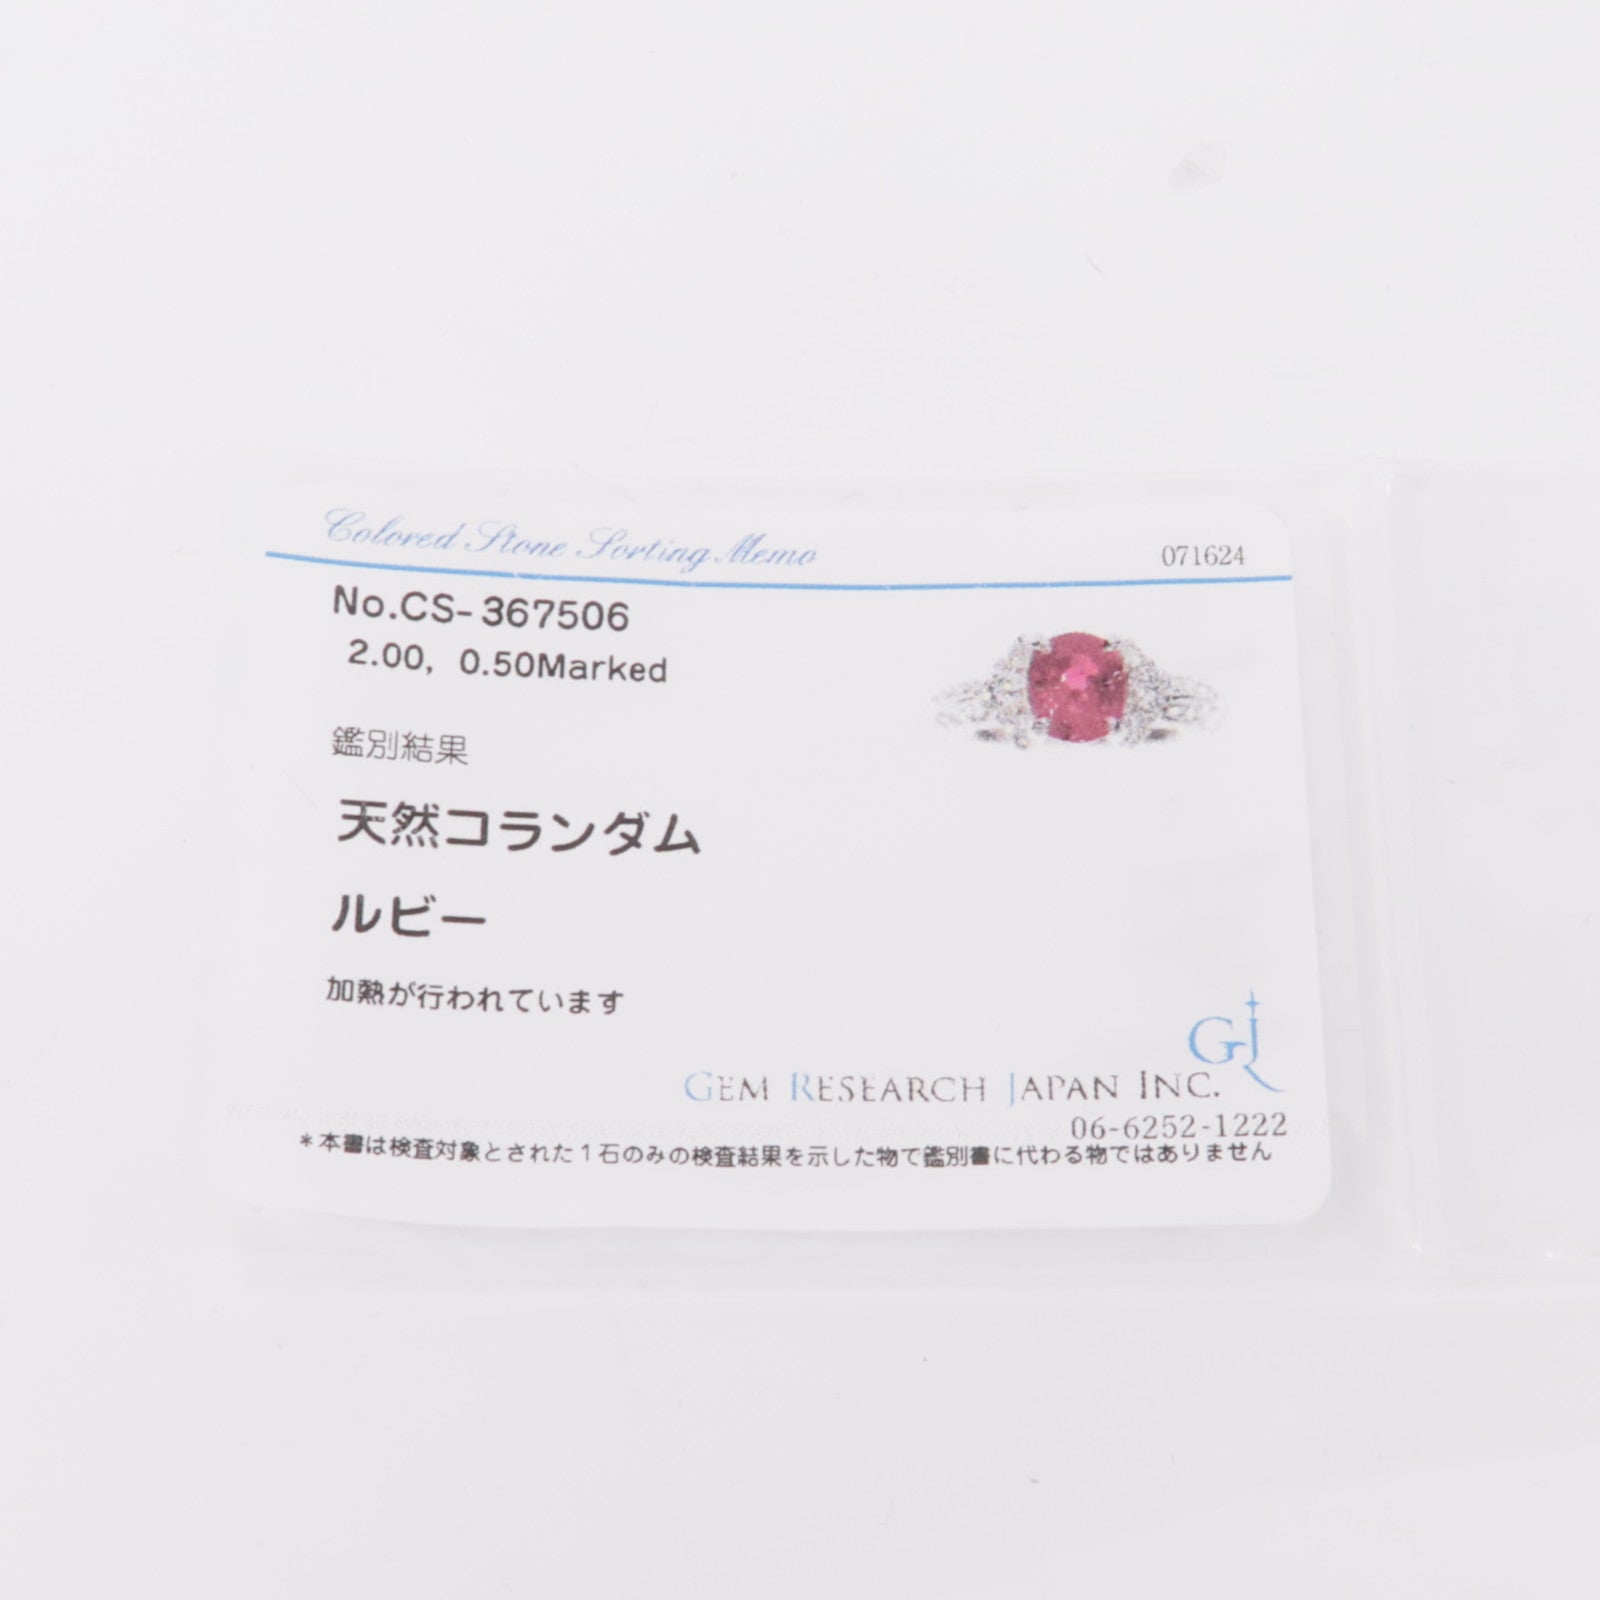 Colored Stone Sorting Memo
071624
No.CS-367506
2.00, 0.50Marked
鑑別結果
天然コランダム
ルビー
加熱が行われています
GJ
GEM RESEARCH JAPAN INC.
06-6252-1222
*本書は検査対象とされた1石のみの検査結果を示した物で鑑別書に代わる物ではありません